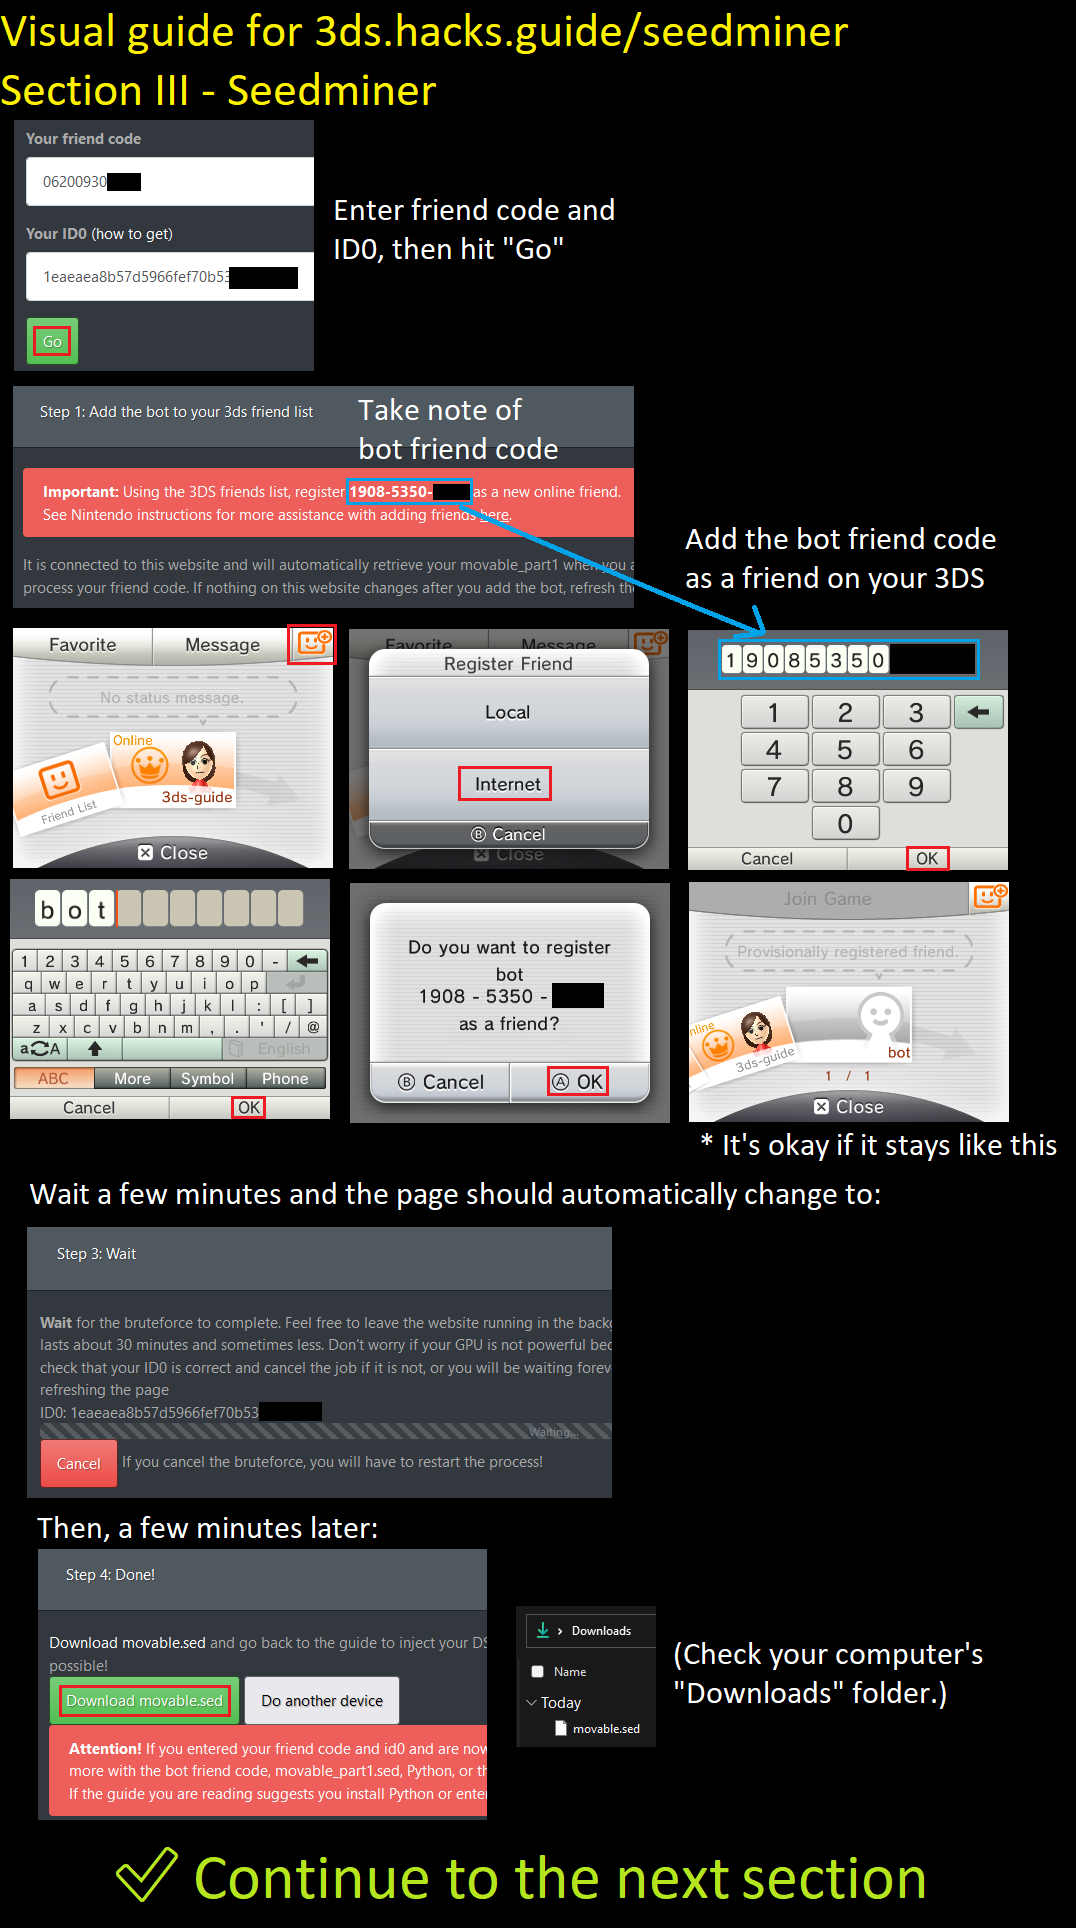 Visual guide for 3ds.hacks.guide/seedminer
Section III - Seedminer
Your friend code
06200930
Your ID0 (how to get)
1eaeaea8b57d5966fef70b53
Go
Enter friend code and
ID0, then hit "Go"
Step 1: Add the bot to your 3ds friend list
Take note of
bot friend code
Important: Using the 3DS friends list, register 1908-5350- as a new online friend.
See Nintendo instructions for more assistance with adding friends here.
It is connected to this website and will automatically retrieve your movable_part1 when you a
process your friend code. If nothing on this website changes after you add the bot, refresh the
Add the bot friend code
as a friend on your 3DS
Favorite
Message
No status message.
Online
Friend List
3ds-guide
Close
Favorite
Message
Register Friend
Local
Internet
Ⓑ Cancel
Close
19085350
1 2 3
4 5 6
7 8 9
0
Cancel
OK
bot
1 2 3 4 5 6 7 8 9 0 -
q w e r t y u i o p
a s d f g h j k l : [ ]
z x c v b n m , . ' / @
a A
English
ABC
More
Symbol
Phone
Cancel
OK
Do you want to register
bot
1908 - 5350 -
as a friend?
Ⓑ Cancel
Ⓐ OK
Join Game
Provisionally registered friend.
nline
3ds-guide
bot
1 / 1
Close
* It's okay if it stays like this
Wait a few minutes and the page should automatically change to:
Step 3: Wait
Wait for the bruteforce to complete. Feel free to leave the website running in the back
lasts about 30 minutes and sometimes less. Don't worry if your GPU is not powerful bec
check that your ID0 is correct and cancel the job if it is not, or you will be waiting forev
refreshing the page
ID0: 1eaeaea8b57d5966fef70b53
Waiting...
Cancel
If you cancel the bruteforce, you will have to restart the process!
Then, a few minutes later:
Step 4: Done!
Download movable.sed and go back to the guide to inject your DS
possible!
Download movable.sed
Do another device
Attention! If you entered your friend code and id0 and are now
more with the bot friend code, movable_part1.sed, Python, or th
If the guide you are reading suggests you install Python or enter
Downloads
Name
Today
movable.sed
(Check your computer's
"Downloads" folder.)
Continue to the next section